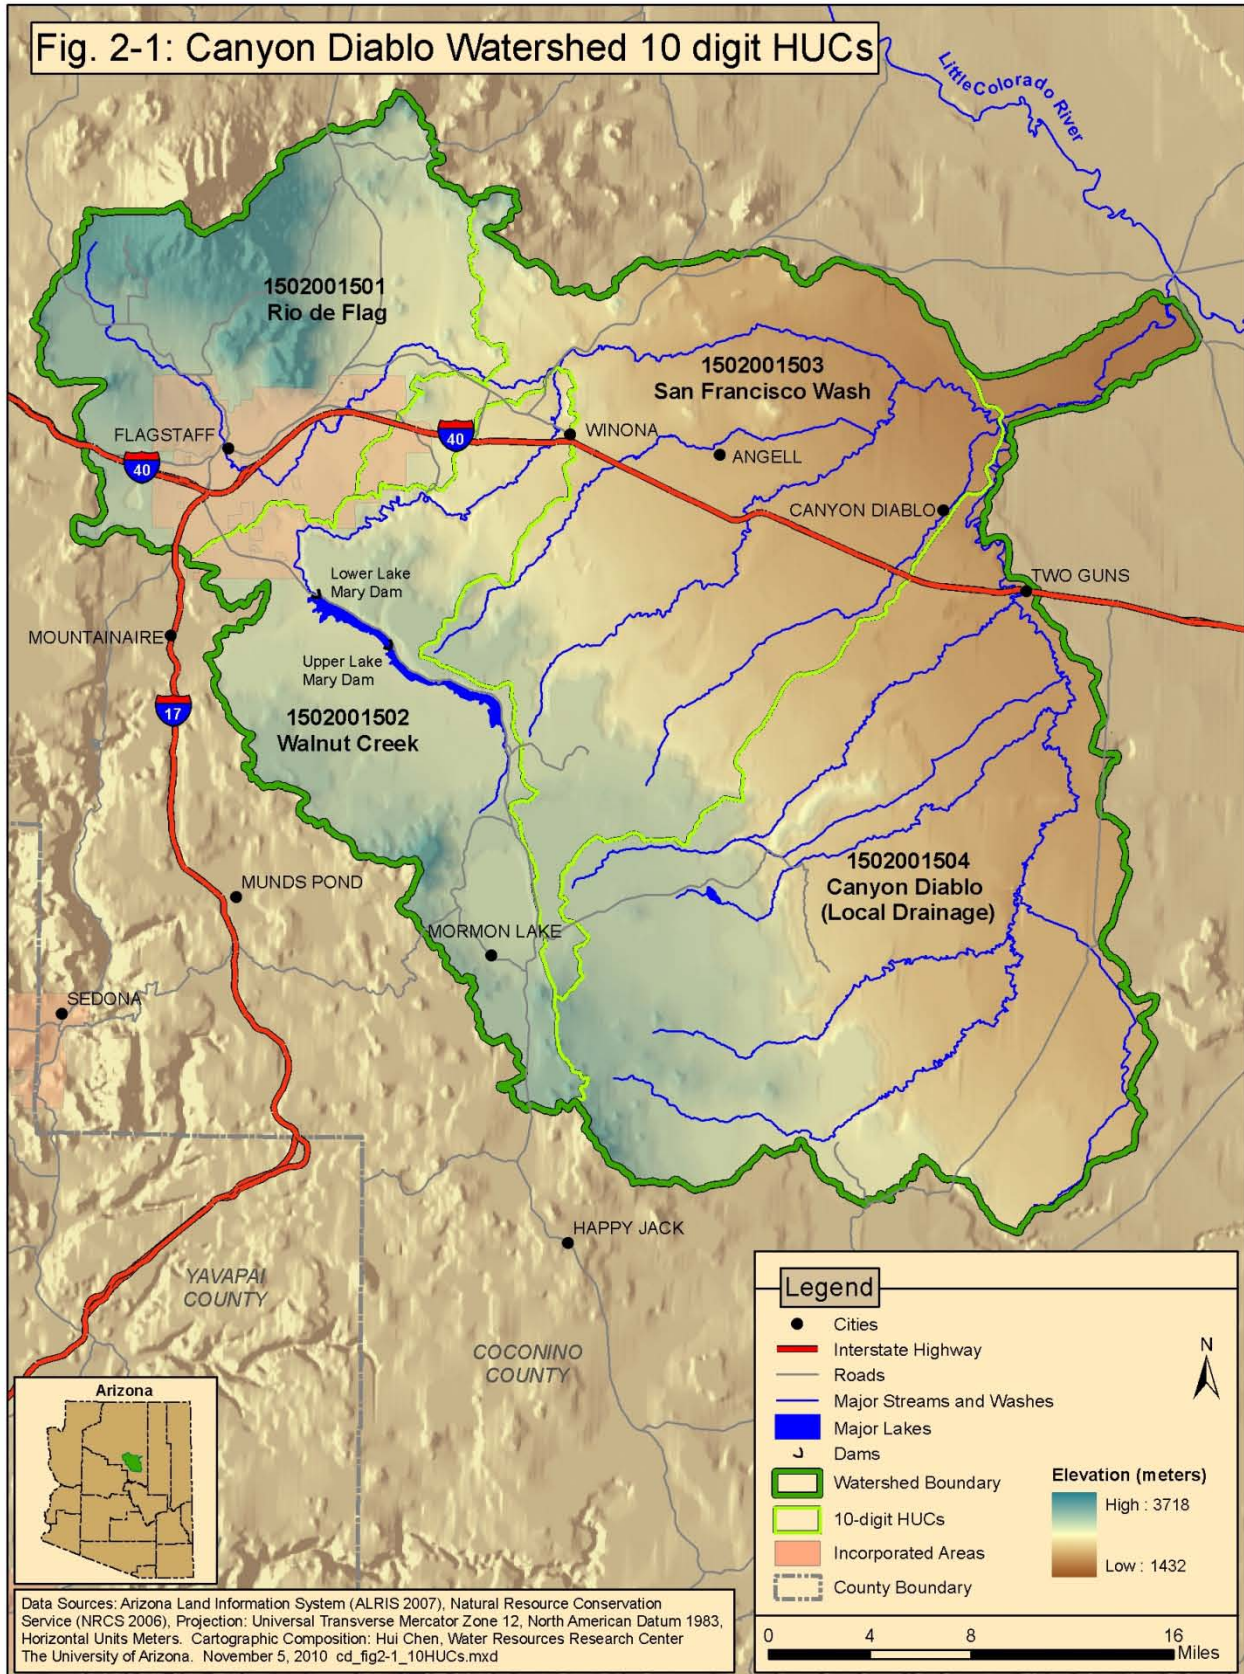 Fig. 2-1: Canyon Diablo Watershed 10 digit HUCs
Little Colorado River
1502001501
Rio de Flag
1502001503
San Francisco Wash
FLAGSTAFF
40
40
WINONA
ANGELL
CANYON DIABLO
TWO GUNS
Lower Lake
Mary Dam
MOUNTAINAIRE
Upper Lake
Mary Dam
17
1502001502
Walnut Creek
1502001504
Canyon Diablo
(Local Drainage)
MUNDS POND
MORMON LAKE
SEDONA
HAPPY JACK
YAVAPAI
COUNTY
COCONINO
COUNTY
Legend
Cities
Interstate Highway
Roads
Major Streams and Washes
Major Lakes
Dams
Watershed Boundary
10-digit HUCs
Incorporated Areas
County Boundary
N
Elevation (meters)
High : 3718
Low : 1432
0 4 8 16
Miles
Arizona
Data Sources: Arizona Land Information System (ALRIS 2007), Natural Resource Conservation
Service (NRCS 2006), Projection: Universal Transverse Mercator Zone 12, North American Datum 1983,
Horizontal Units Meters. Cartographic Composition: Hui Chen, Water Resources Research Center
The University of Arizona. November 5, 2010 cd_fig2-1_10HUCs.mxd